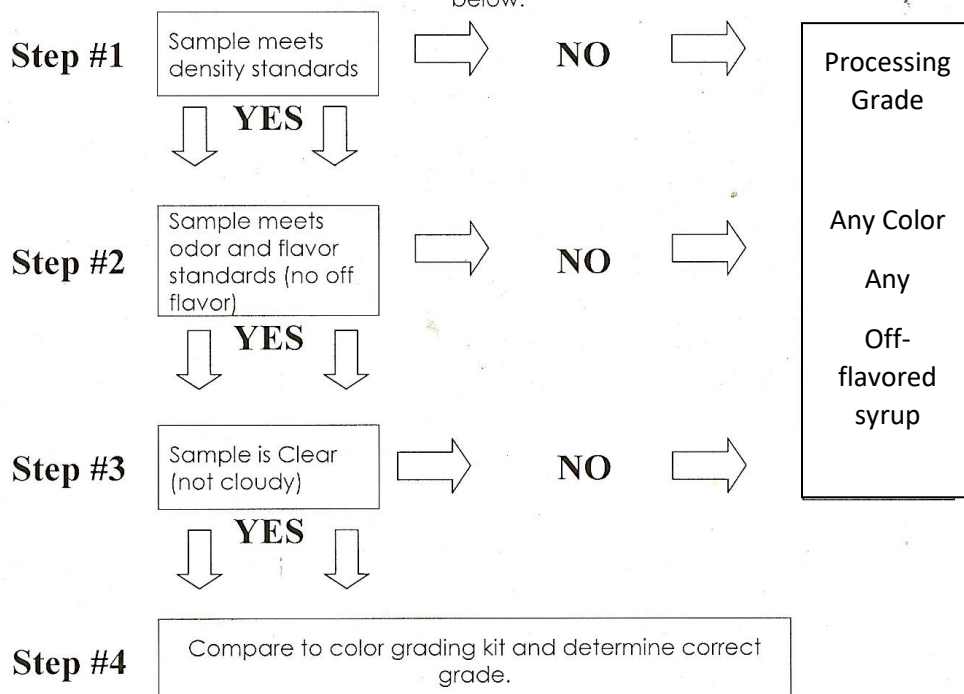 below.
Step #1
Sample meets
density standards
NO
Processing
Grade
YES
Any Color
Any
Off-
flavored
syrup
Step #2
Sample meets
odor and flavor
standards (no off
flavor)
NO
YES
Step #3
Sample is Clear
(not cloudy)
NO
YES
Step #4
Compare to color grading kit and determine correct
grade.